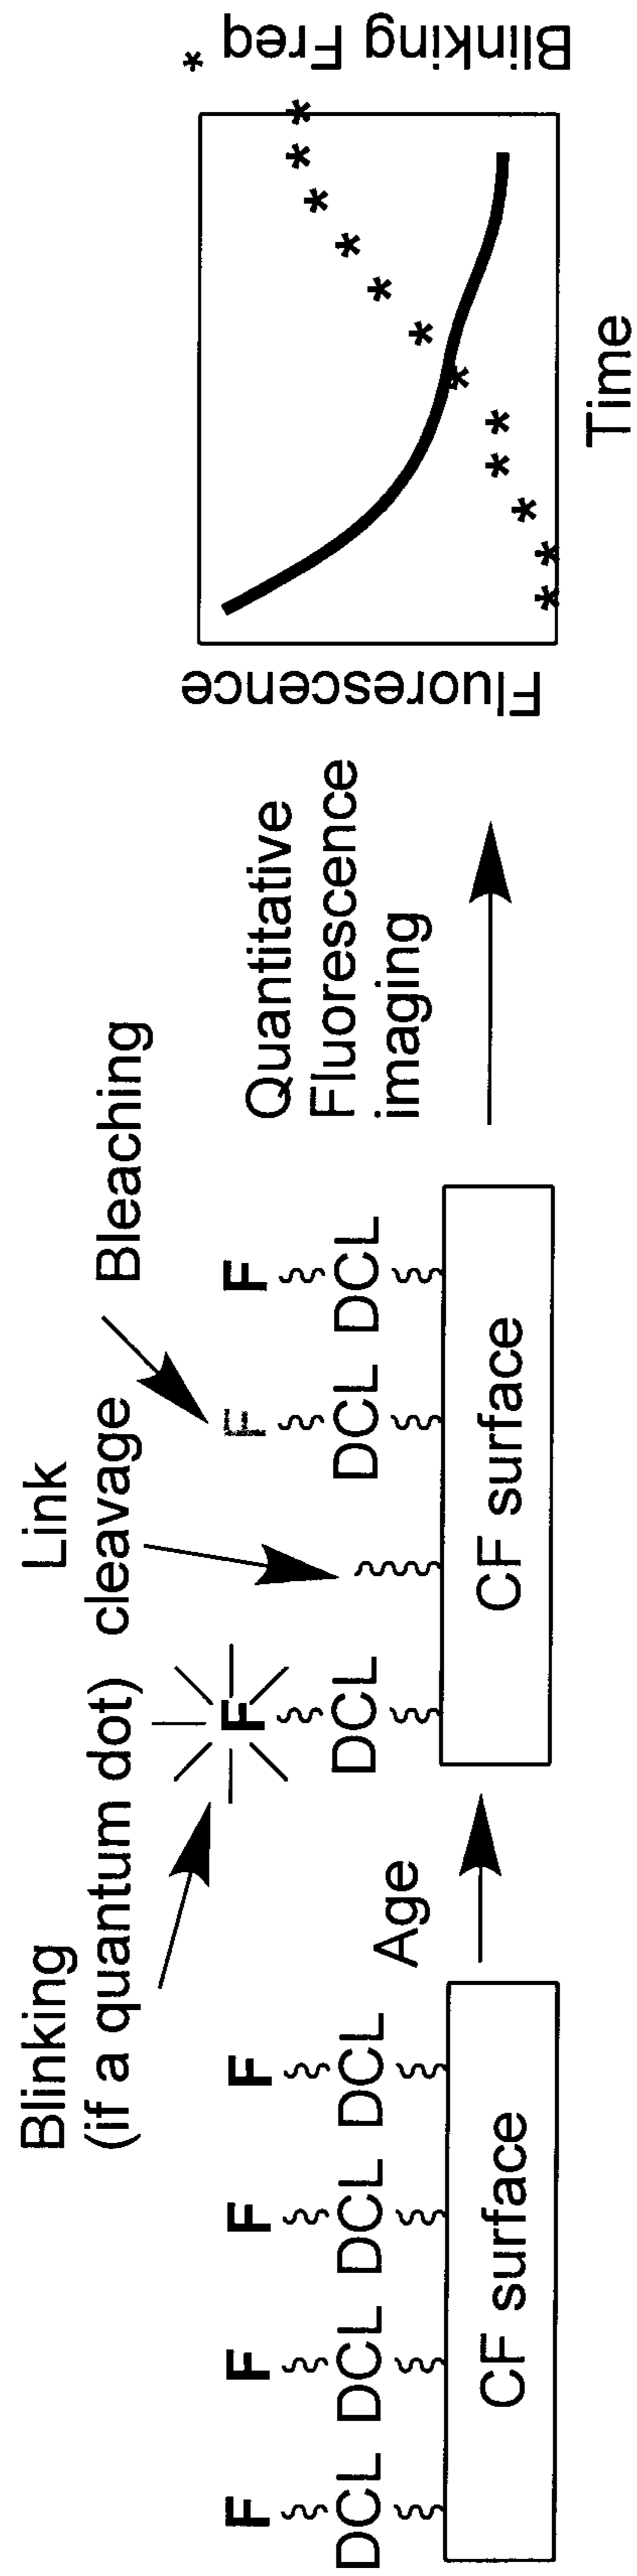 Blinking
(if a quantum dot)
Link
cleavage
Bleaching
F F F F
DCL DCL DCL DCL
CF surface
Age
F F F
DCL DCL DCL
CF surface
Quantitative
Fluorescence
imaging
Fluorescence
* * * * * * * * * * * *
Time
Blinking Freq *